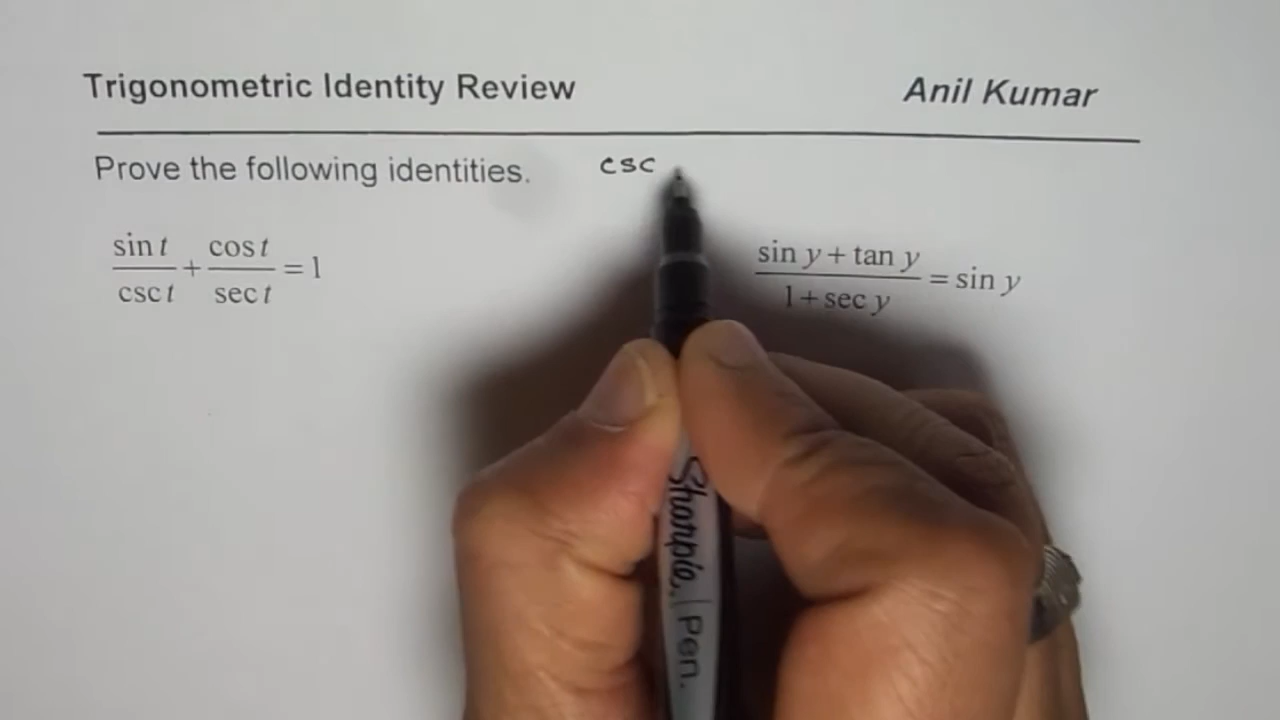 Trigonometric Identity Review Anil Kumar
Prove the following identities. csc
sin t / csc t + cos t / sec t = 1
sin y + tan y / 1 + sec y = sin y
Sharpie. | Pen.